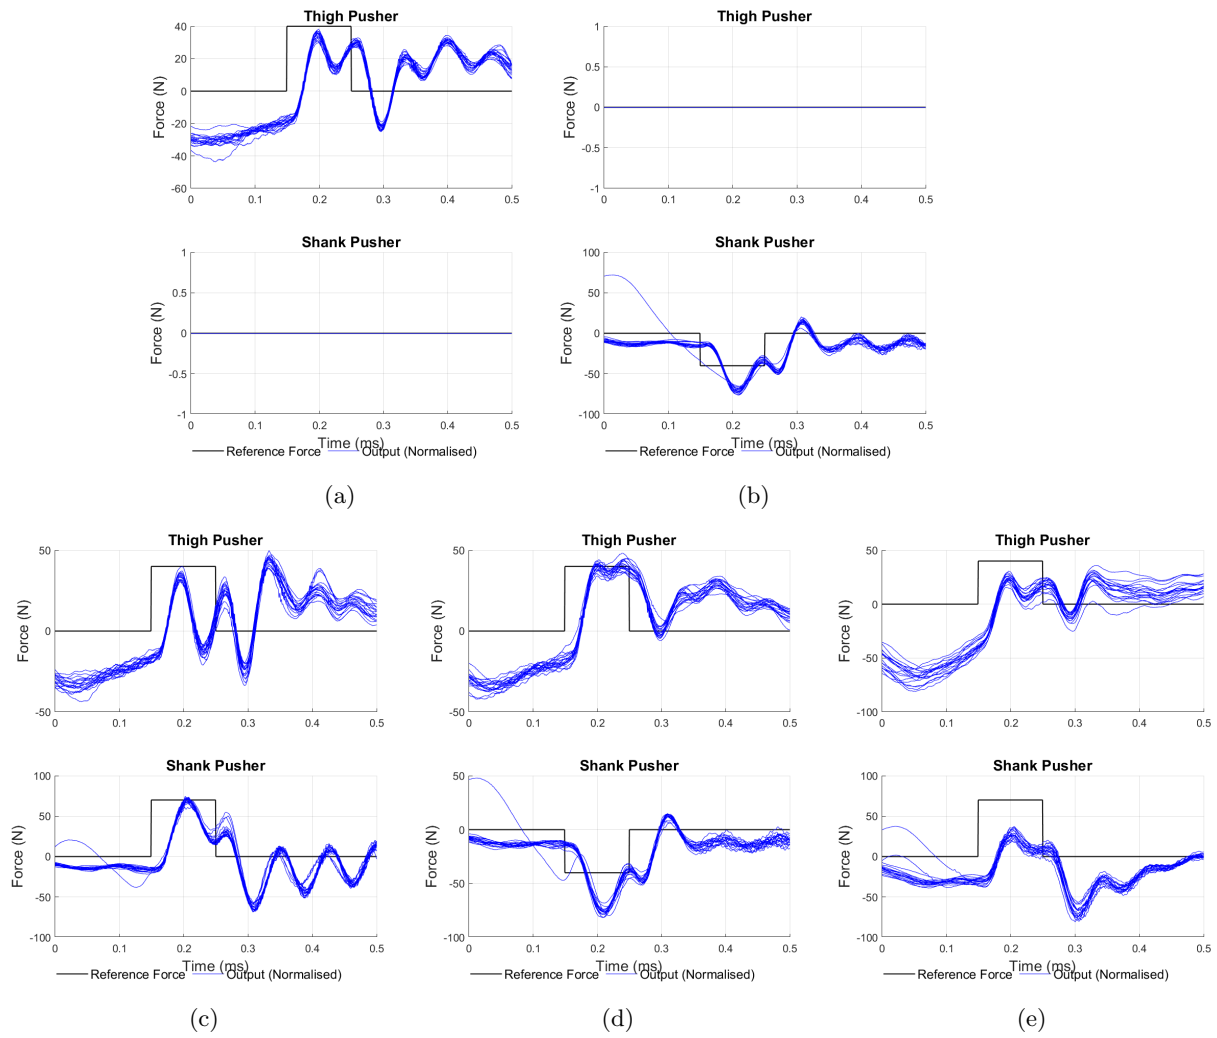 Thigh Pusher
Force (N)
40
20
0
-20
-40
-60
0 0.1 0.2 0.3 0.4 0.5
Shank Pusher
Force (N)
1
0.5
0
-0.5
-1
0 0.1 0.2 0.3 0.4 0.5
Time (ms)
Reference Force Output (Normalised)
(a)
Thigh Pusher
Force (N)
1
0.5
0
-0.5
-1
0 0.1 0.2 0.3 0.4 0.5
Shank Pusher
Force (N)
100
50
0
-50
-100
0 0.1 0.2 0.3 0.4 0.5
Time (ms)
Reference Force Output (Normalised)
(b)
Thigh Pusher
Force (N)
50
0
-50
0 0.1 0.2 0.3 0.4 0.5
Shank Pusher
Force (N)
100
50
0
-50
-100
0 0.1 0.2 0.3 0.4 0.5
Time (ms)
Reference Force Output (Normalised)
(c)
Thigh Pusher
Force (N)
50
0
-50
0 0.1 0.2 0.3 0.4 0.5
Shank Pusher
Force (N)
50
0
-50
-100
0 0.1 0.2 0.3 0.4 0.5
Time (ms)
Reference Force Output (Normalised)
(d)
Thigh Pusher
Force (N)
50
0
-50
-100
0 0.1 0.2 0.3 0.4 0.5
Shank Pusher
Force (N)
100
50
0
-50
-100
0 0.1 0.2 0.3 0.4 0.5
Time (ms)
Reference Force Output (Normalised)
(e)